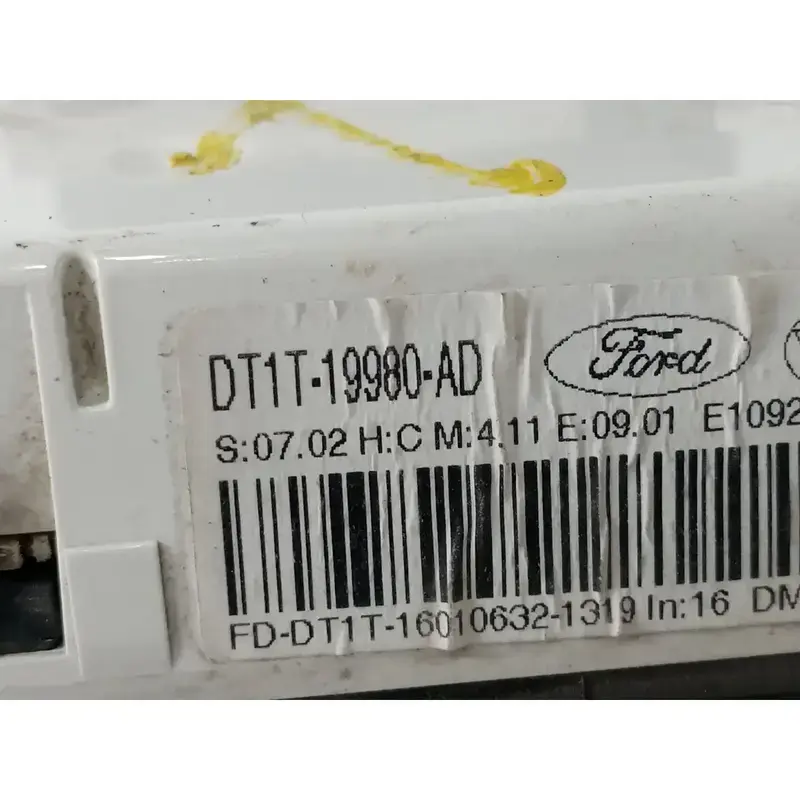 DT1T-19980-AD Ford
S:07.02 H:C M:4.11 E:09.01 E1092
FD-DT1T-16010632-1319 In:16 DM